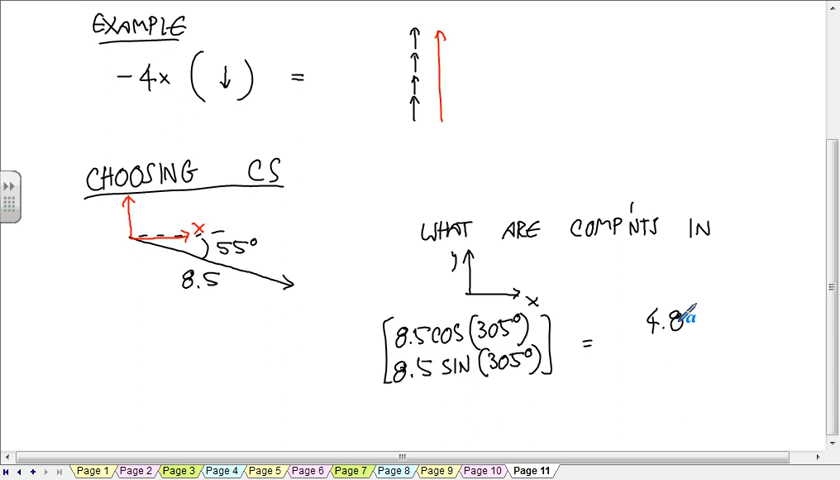 EXAMPLE
-4x ( ↓ ) =
CHOOSING CS
x
55°
8.5
WHAT ARE COMP'NTS IN
y
x
[8.5 COS (305°)
8.5 SIN (305°)] = 4.8
Page 1 Page 2 Page 3 Page 4 Page 5 Page 6 Page 7 Page 8 Page 9 Page 10 Page 11